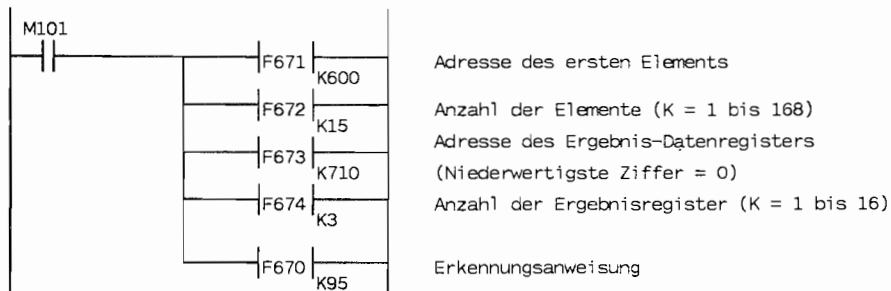 M101
F671 K600 Adresse des ersten Elements
F672 K15 Anzahl der Elemente (K = 1 bis 168)
F673 K710 Adresse des Ergebnis-Datenregisters
(Niederwertigste Ziffer = 0)
F674 K3 Anzahl der Ergebnisregister (K = 1 bis 16)
F670 K95 Erkennungsanweisung